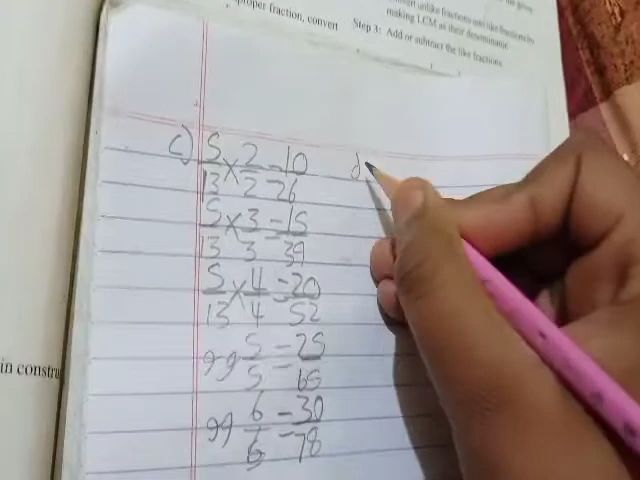 proper fraction, convert
making LCM as their denominator
Step 3: Add or subtract the like fractions
c) 5/13 × 2/2 = 10/26
d
5/13 × 3/3 = 15/39
5/13 × 4/4 = 20/52
5/5 = 25/65
in constru
6/6 = 30/78